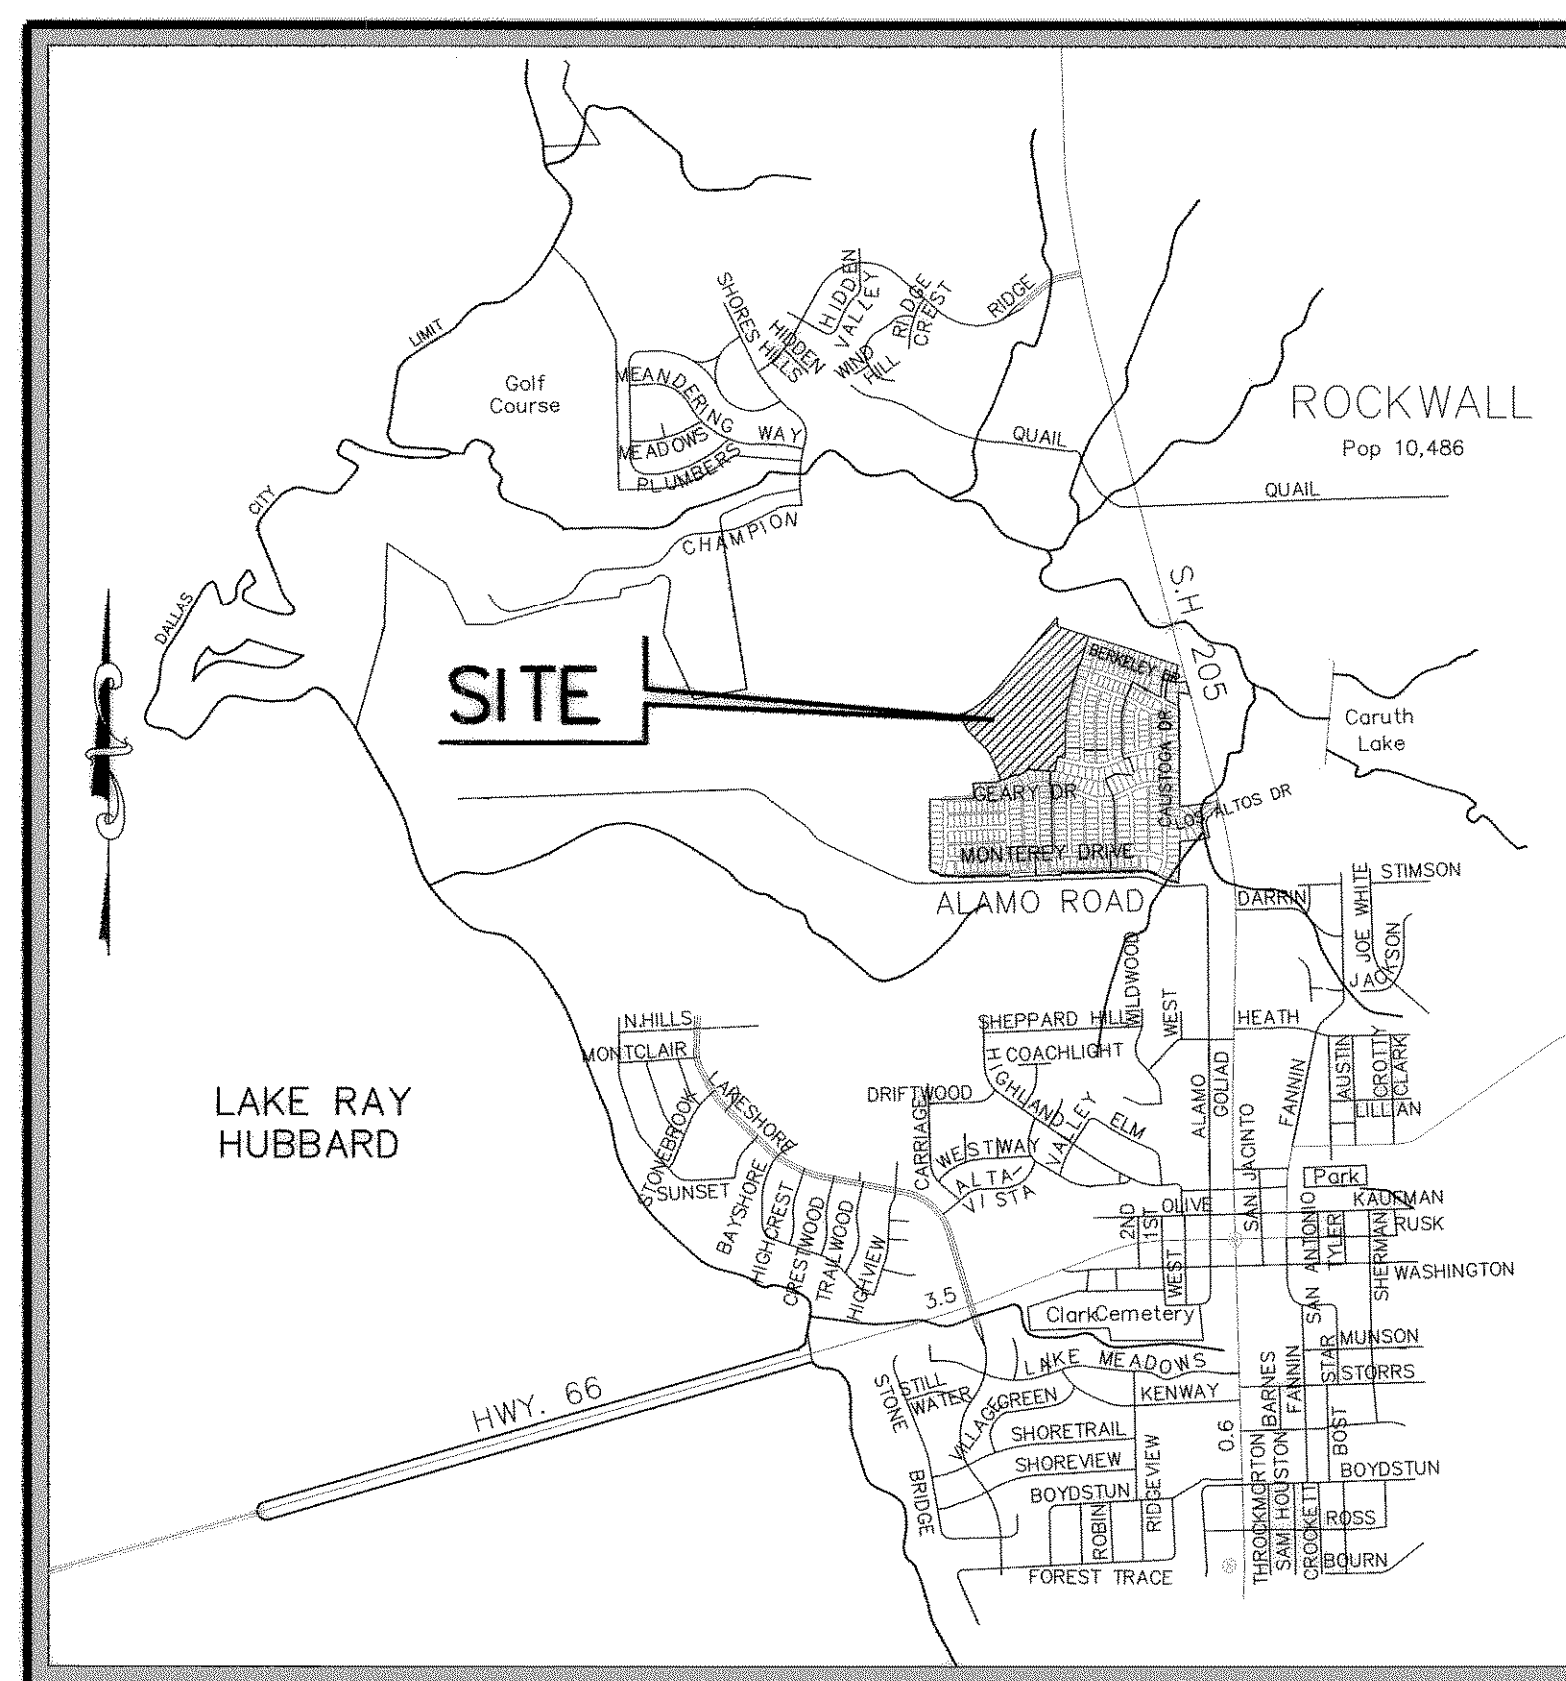 LIMIT
Golf
Course
SHORES HILLS
HIDDEN
HIDDEN
VALLEY
WIND
HILL
RIDGE
CREST
RIDGE
MEANDERING WAY
MEADOWS
PLUMBERS
QUAIL
QUAIL
ROCKWALL
Pop 10,486
CITY
CHAMPION
DALLAS
S.H 205
SITE
BERKELEY DR
CALISTOGA DR
Caruth
Lake
GEARY DR
LOS ALTOS DR
MONTEREY DRIVE
ALAMO ROAD
DARRIN
JOE WHITE
STIMSON
JACKSON
WILDWOOD
WEST
N.HILLS
MONTCLAIR
SHEPPARD HILL
COACHLIGHT
HIGHLAND
HEATH
AUSTIN
CROTTY
CLARK
LILLIAN
LAKE RAY
HUBBARD
LAKESHORE
STONEBROOK
SUNSET
DRIFTWOOD
CARRIAGE
WESTWAY
ALTA
VISTA
VALLEY
ELM
ALAMO
GOLIAD
SAN JACINTO
FANNIN
Park
BAYSHORE
HIGHCREST
CRESTWOOD
TRAILWOOD
HIGHVIEW
2ND
1ST
OLIVE
WEST
SAN ANTONIO
TYLER
SHERMAN
KAUFMAN
RUSK
WASHINGTON
3.5
ClarkCemetery
HWY. 66
STILL
WATER
STONE BRIDGE
LAKE MEADOWS
VILLAGEGREEN
KENWAY
SHORETRAIL
SHOREVIEW
BOYDSTUN
ROBIN
RIDGEVIEW
FOREST TRACE
0.6
BARNES
FANNIN
STAR
MUNSON
STORRS
BOST
BOYDSTUN
THROCKMORTON
SAM HOUSTON
CROCKETT
ROSS
BOURN